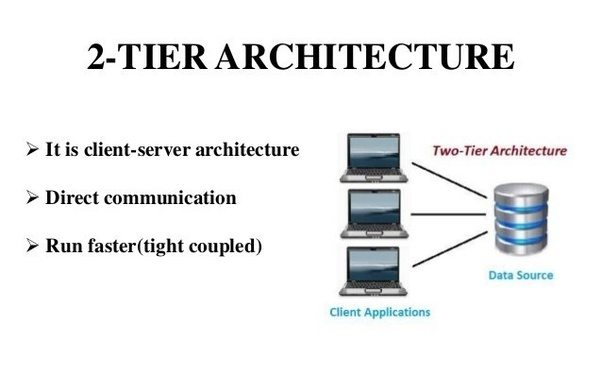 2-TIER ARCHITECTURE
➢ It is client-server architecture
➢ Direct communication
➢ Run faster(tight coupled)
Two-Tier Architecture
Data Source
Client Applications